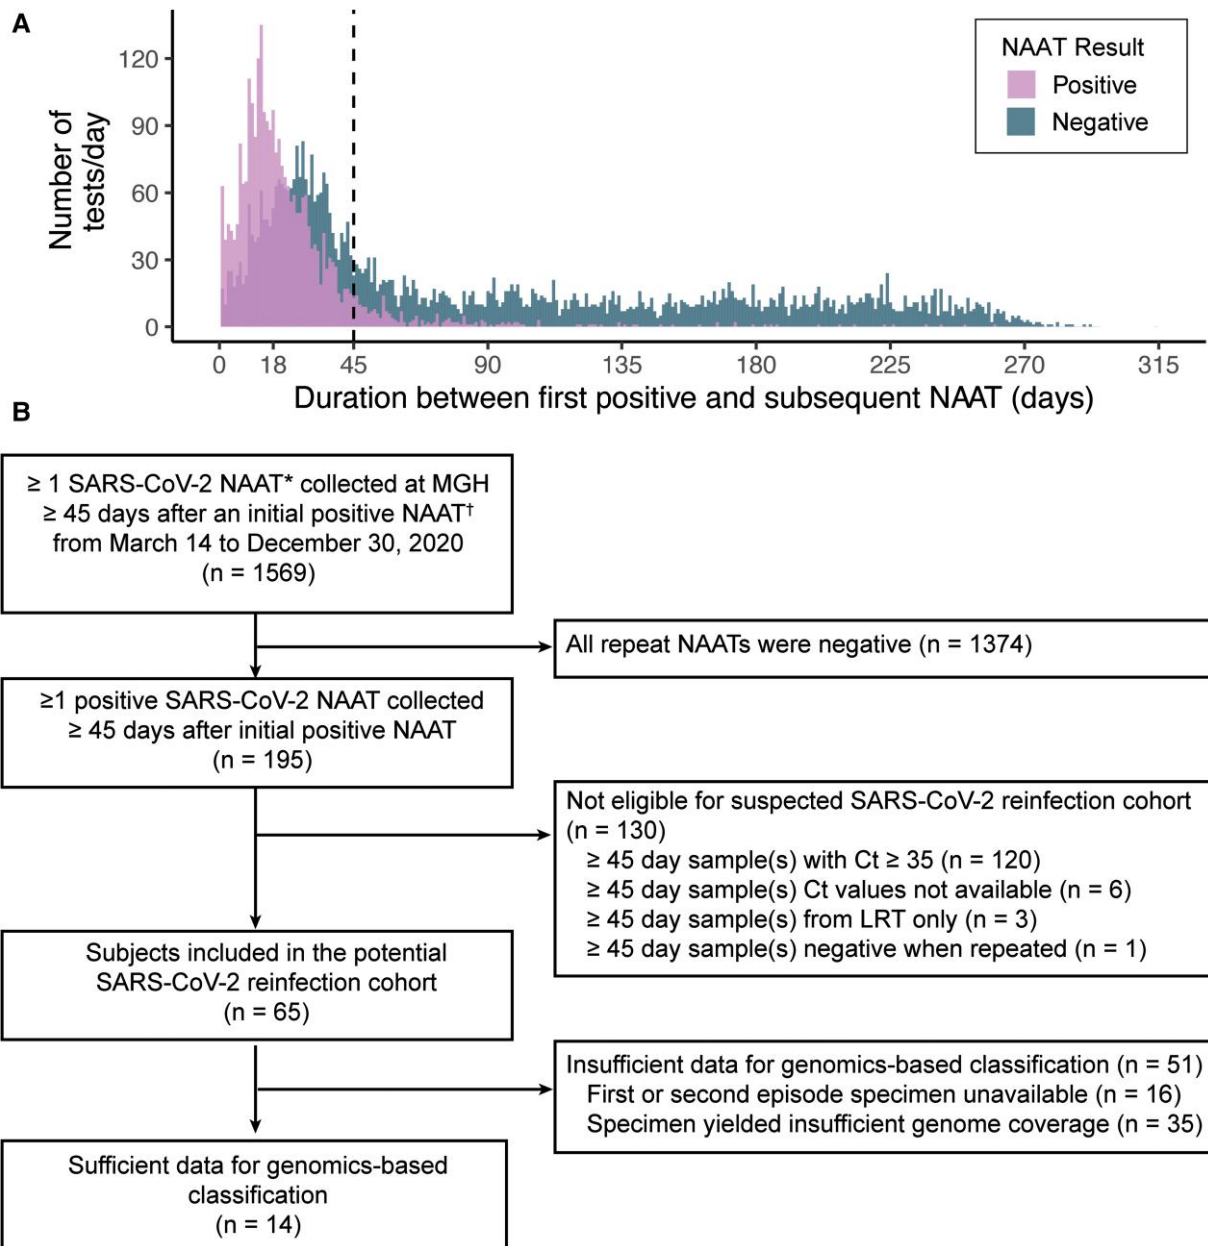 A
Number of
tests/day
120
90
60
30
0
0 18 45 90 135 180 225 270 315
Duration between first positive and subsequent NAAT (days)
NAAT Result
Positive
Negative
B
≥ 1 SARS-CoV-2 NAAT* collected at MGH
≥ 45 days after an initial positive NAAT†
from March 14 to December 30, 2020
(n = 1569)
All repeat NAATs were negative (n = 1374)
≥1 positive SARS-CoV-2 NAAT collected
≥ 45 days after initial positive NAAT
(n = 195)
Not eligible for suspected SARS-CoV-2 reinfection cohort
(n = 130)
≥ 45 day sample(s) with Ct ≥ 35 (n = 120)
≥ 45 day sample(s) Ct values not available (n = 6)
≥ 45 day sample(s) from LRT only (n = 3)
≥ 45 day sample(s) negative when repeated (n = 1)
Subjects included in the potential
SARS-CoV-2 reinfection cohort
(n = 65)
Insufficient data for genomics-based classification (n = 51)
First or second episode specimen unavailable (n = 16)
Specimen yielded insufficient genome coverage (n = 35)
Sufficient data for genomics-based
classification
(n = 14)